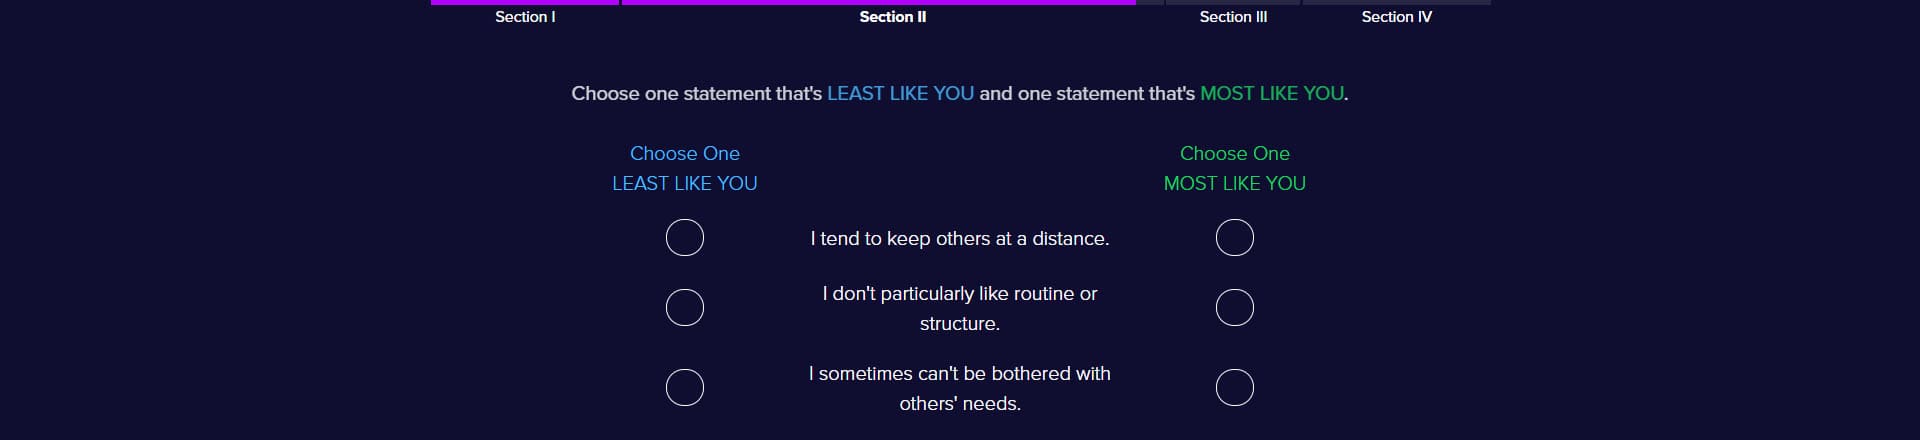 Section I
Section II
Section III
Section IV
Choose one statement that's LEAST LIKE YOU and one statement that's MOST LIKE YOU.
Choose One
LEAST LIKE YOU
Choose One
MOST LIKE YOU
I tend to keep others at a distance.
I don't particularly like routine or
structure.
I sometimes can't be bothered with
others' needs.